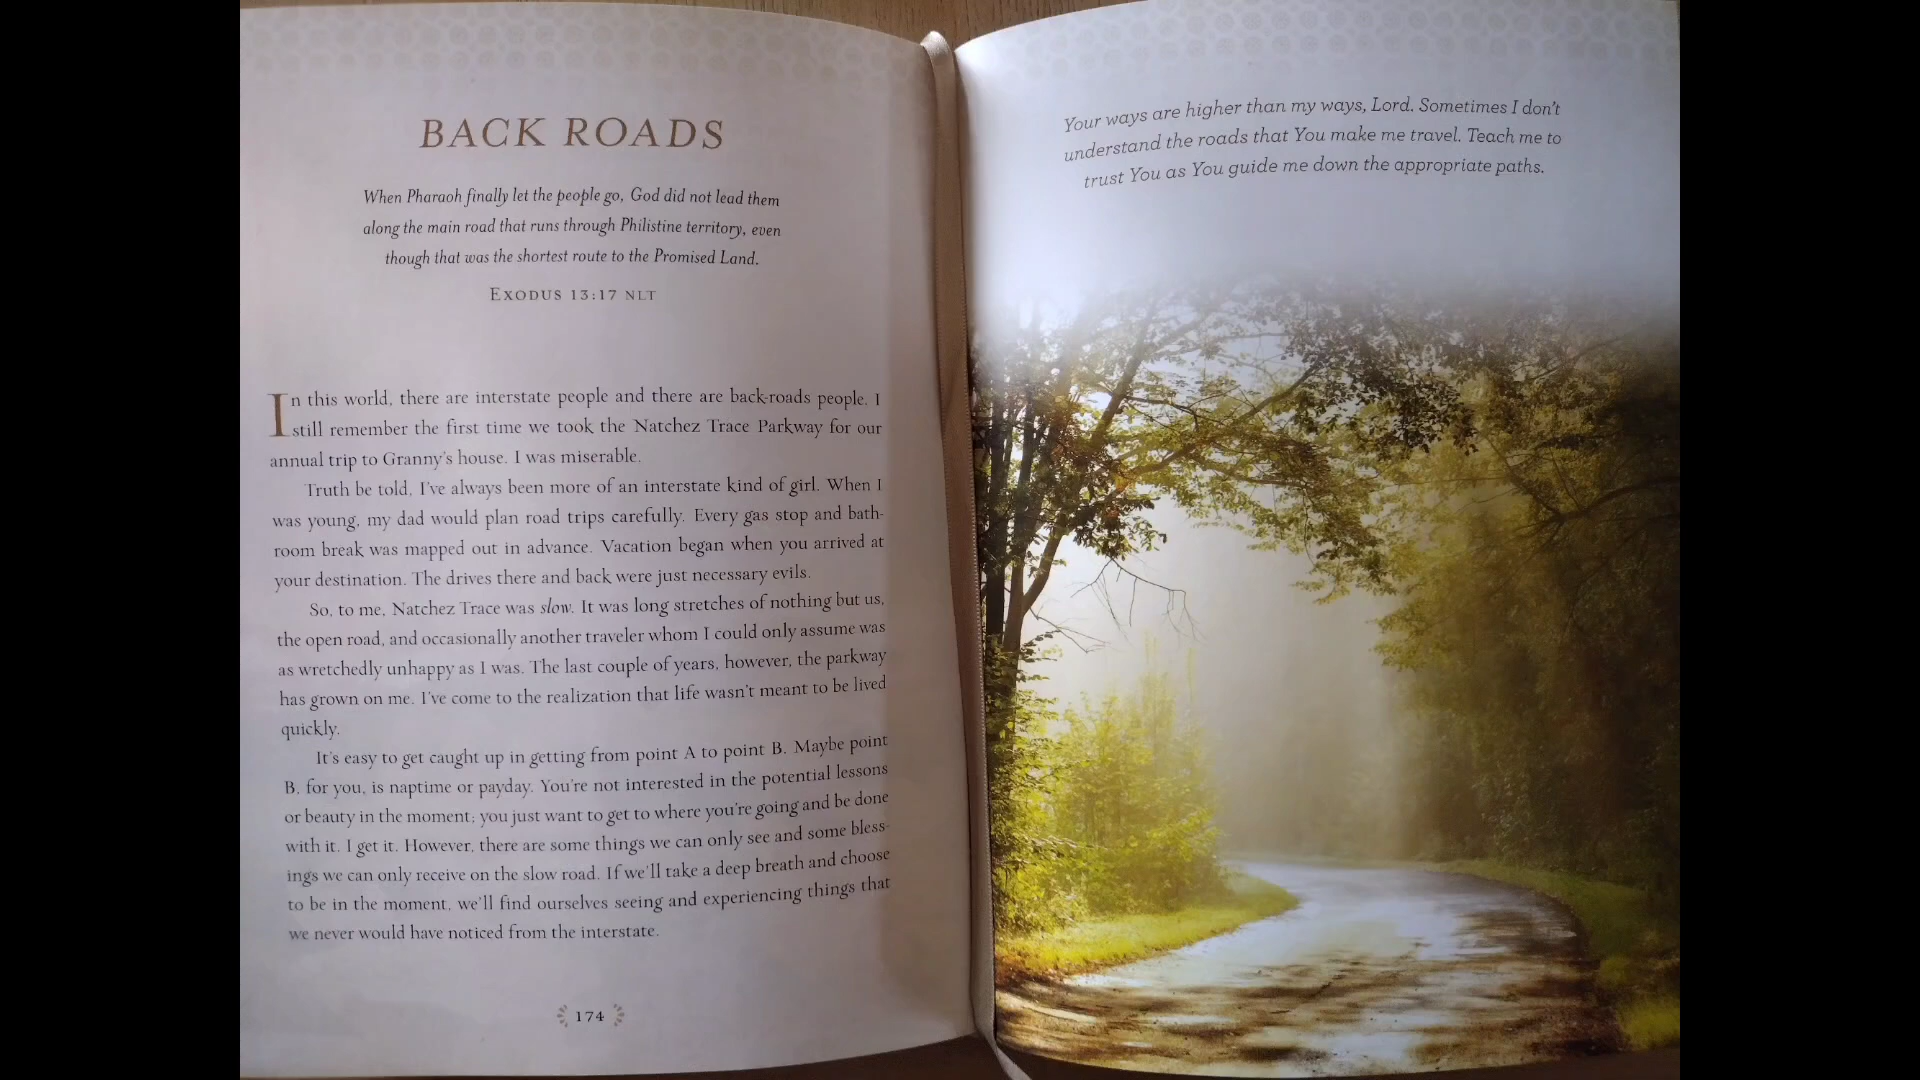 BACK ROADS
When Pharaoh finally let the people go, God did not lead them
along the main road that runs through Philistine territory, even
though that was the shortest route to the Promised Land.
EXODUS 13:17 NLT
In this world, there are interstate people and there are back-roads people. I
still remember the first time we took the Natchez Trace Parkway for our
annual trip to Granny's house. I was miserable.
Truth be told, I've always been more of an interstate kind of girl. When I
was young, my dad would plan road trips carefully. Every gas stop and bath-
room break was mapped out in advance. Vacation began when you arrived at
your destination. The drives there and back were just necessary evils.
So, to me, Natchez Trace was slow. It was long stretches of nothing but us,
the open road, and occasionally another traveler whom I could only assume was
as wretchedly unhappy as I was. The last couple of years, however, the parkway
has grown on me. I've come to the realization that life wasn't meant to be lived
quickly.
It's easy to get caught up in getting from point A to point B. Maybe point
B, for you, is naptime or payday. You're not interested in the potential lessons
or beauty in the moment; you just want to get to where you're going and be done
with it. I get it. However, there are some things we can only see and some bless-
ings we can only receive on the slow road. If we'll take a deep breath and choose
to be in the moment, we'll find ourselves seeing and experiencing things that
we never would have noticed from the interstate.
174
Your ways are higher than my ways, Lord. Sometimes I don't
understand the roads that You make me travel. Teach me to
trust You as You guide me down the appropriate paths.